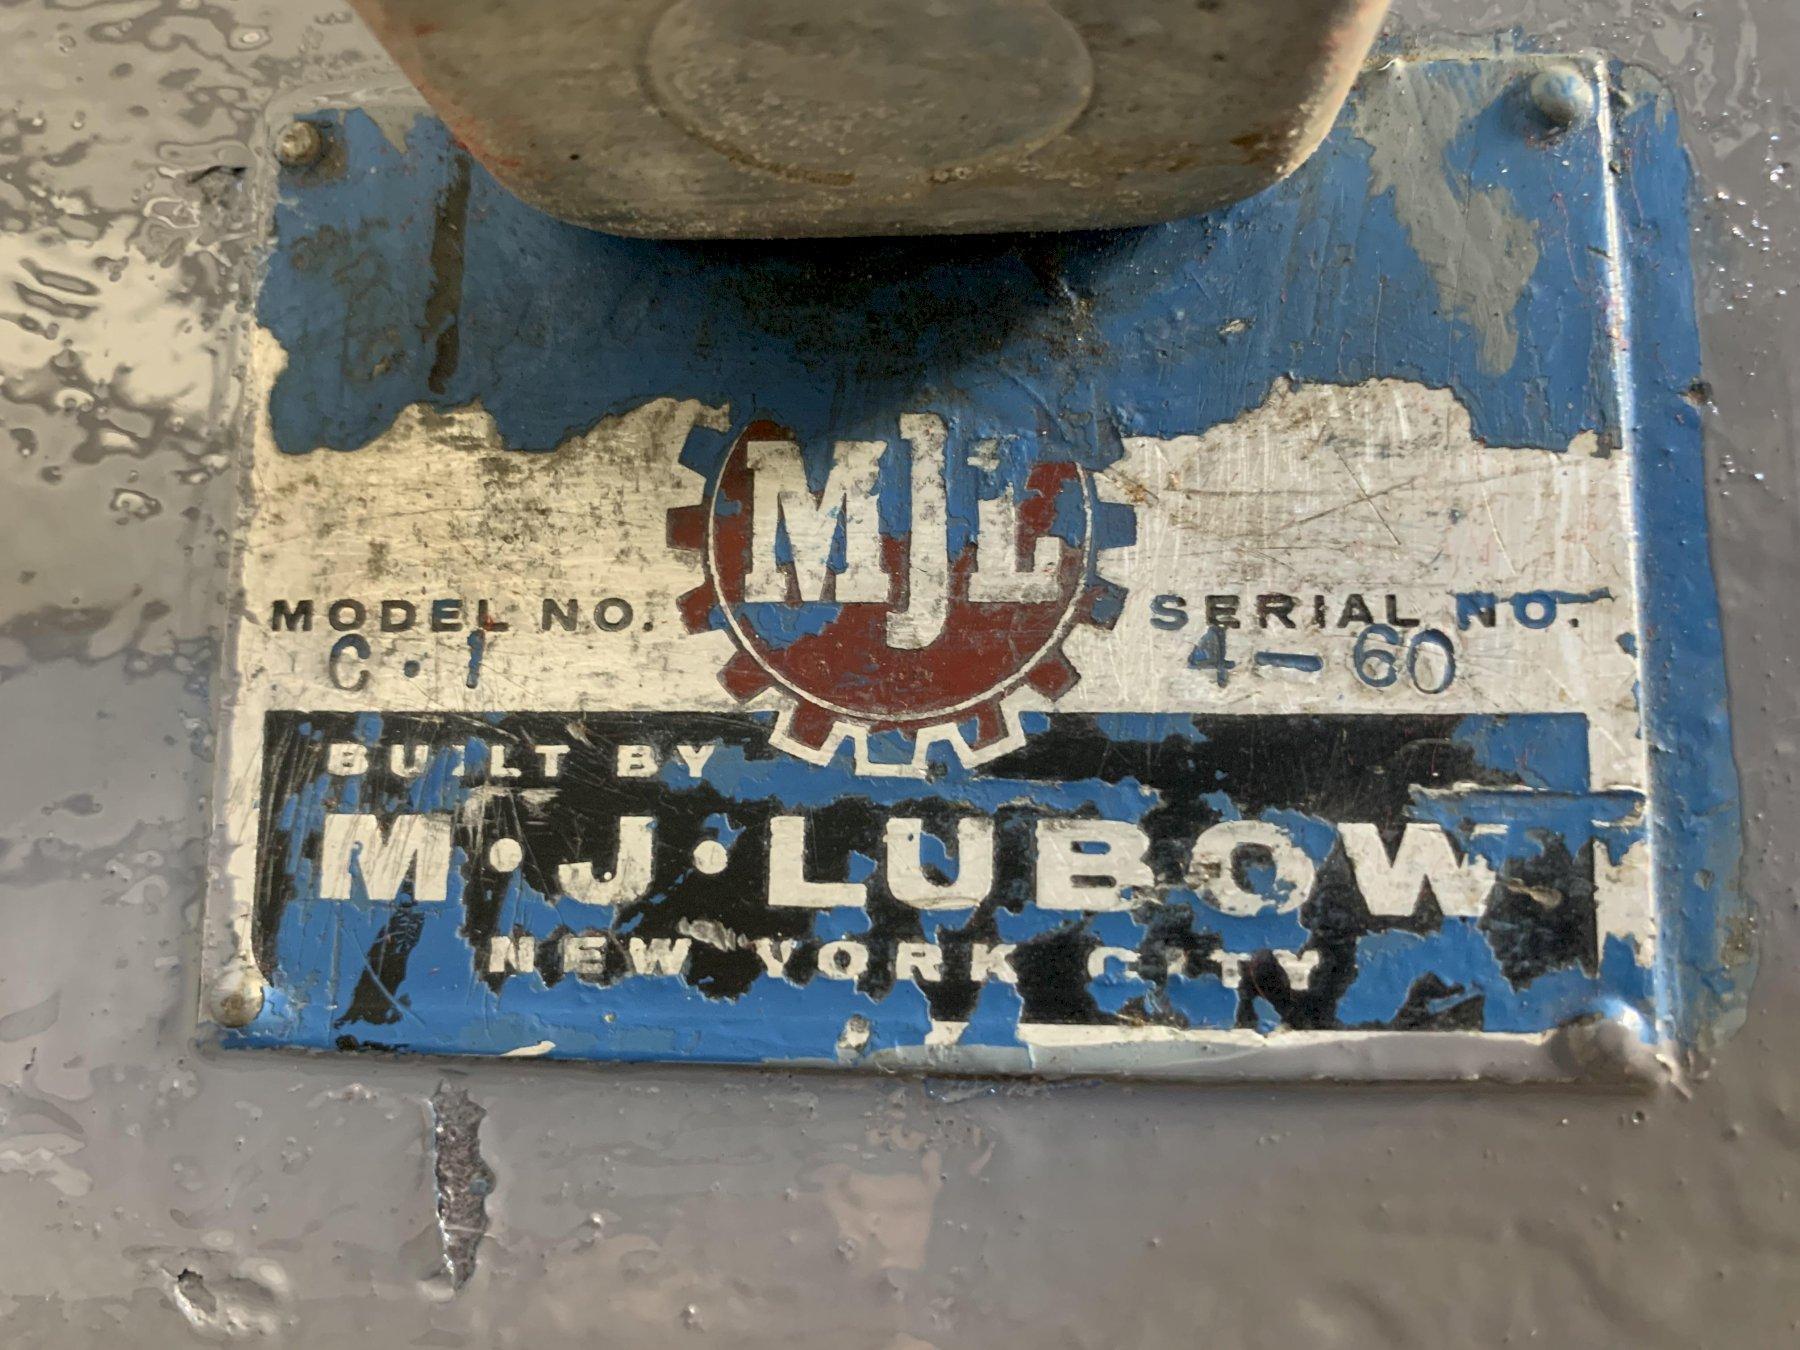 MJL
MODEL NO. SERIAL NO.
C·1 4-60
BUILT BY
M·J·LUBOW
NEW YORK CITY